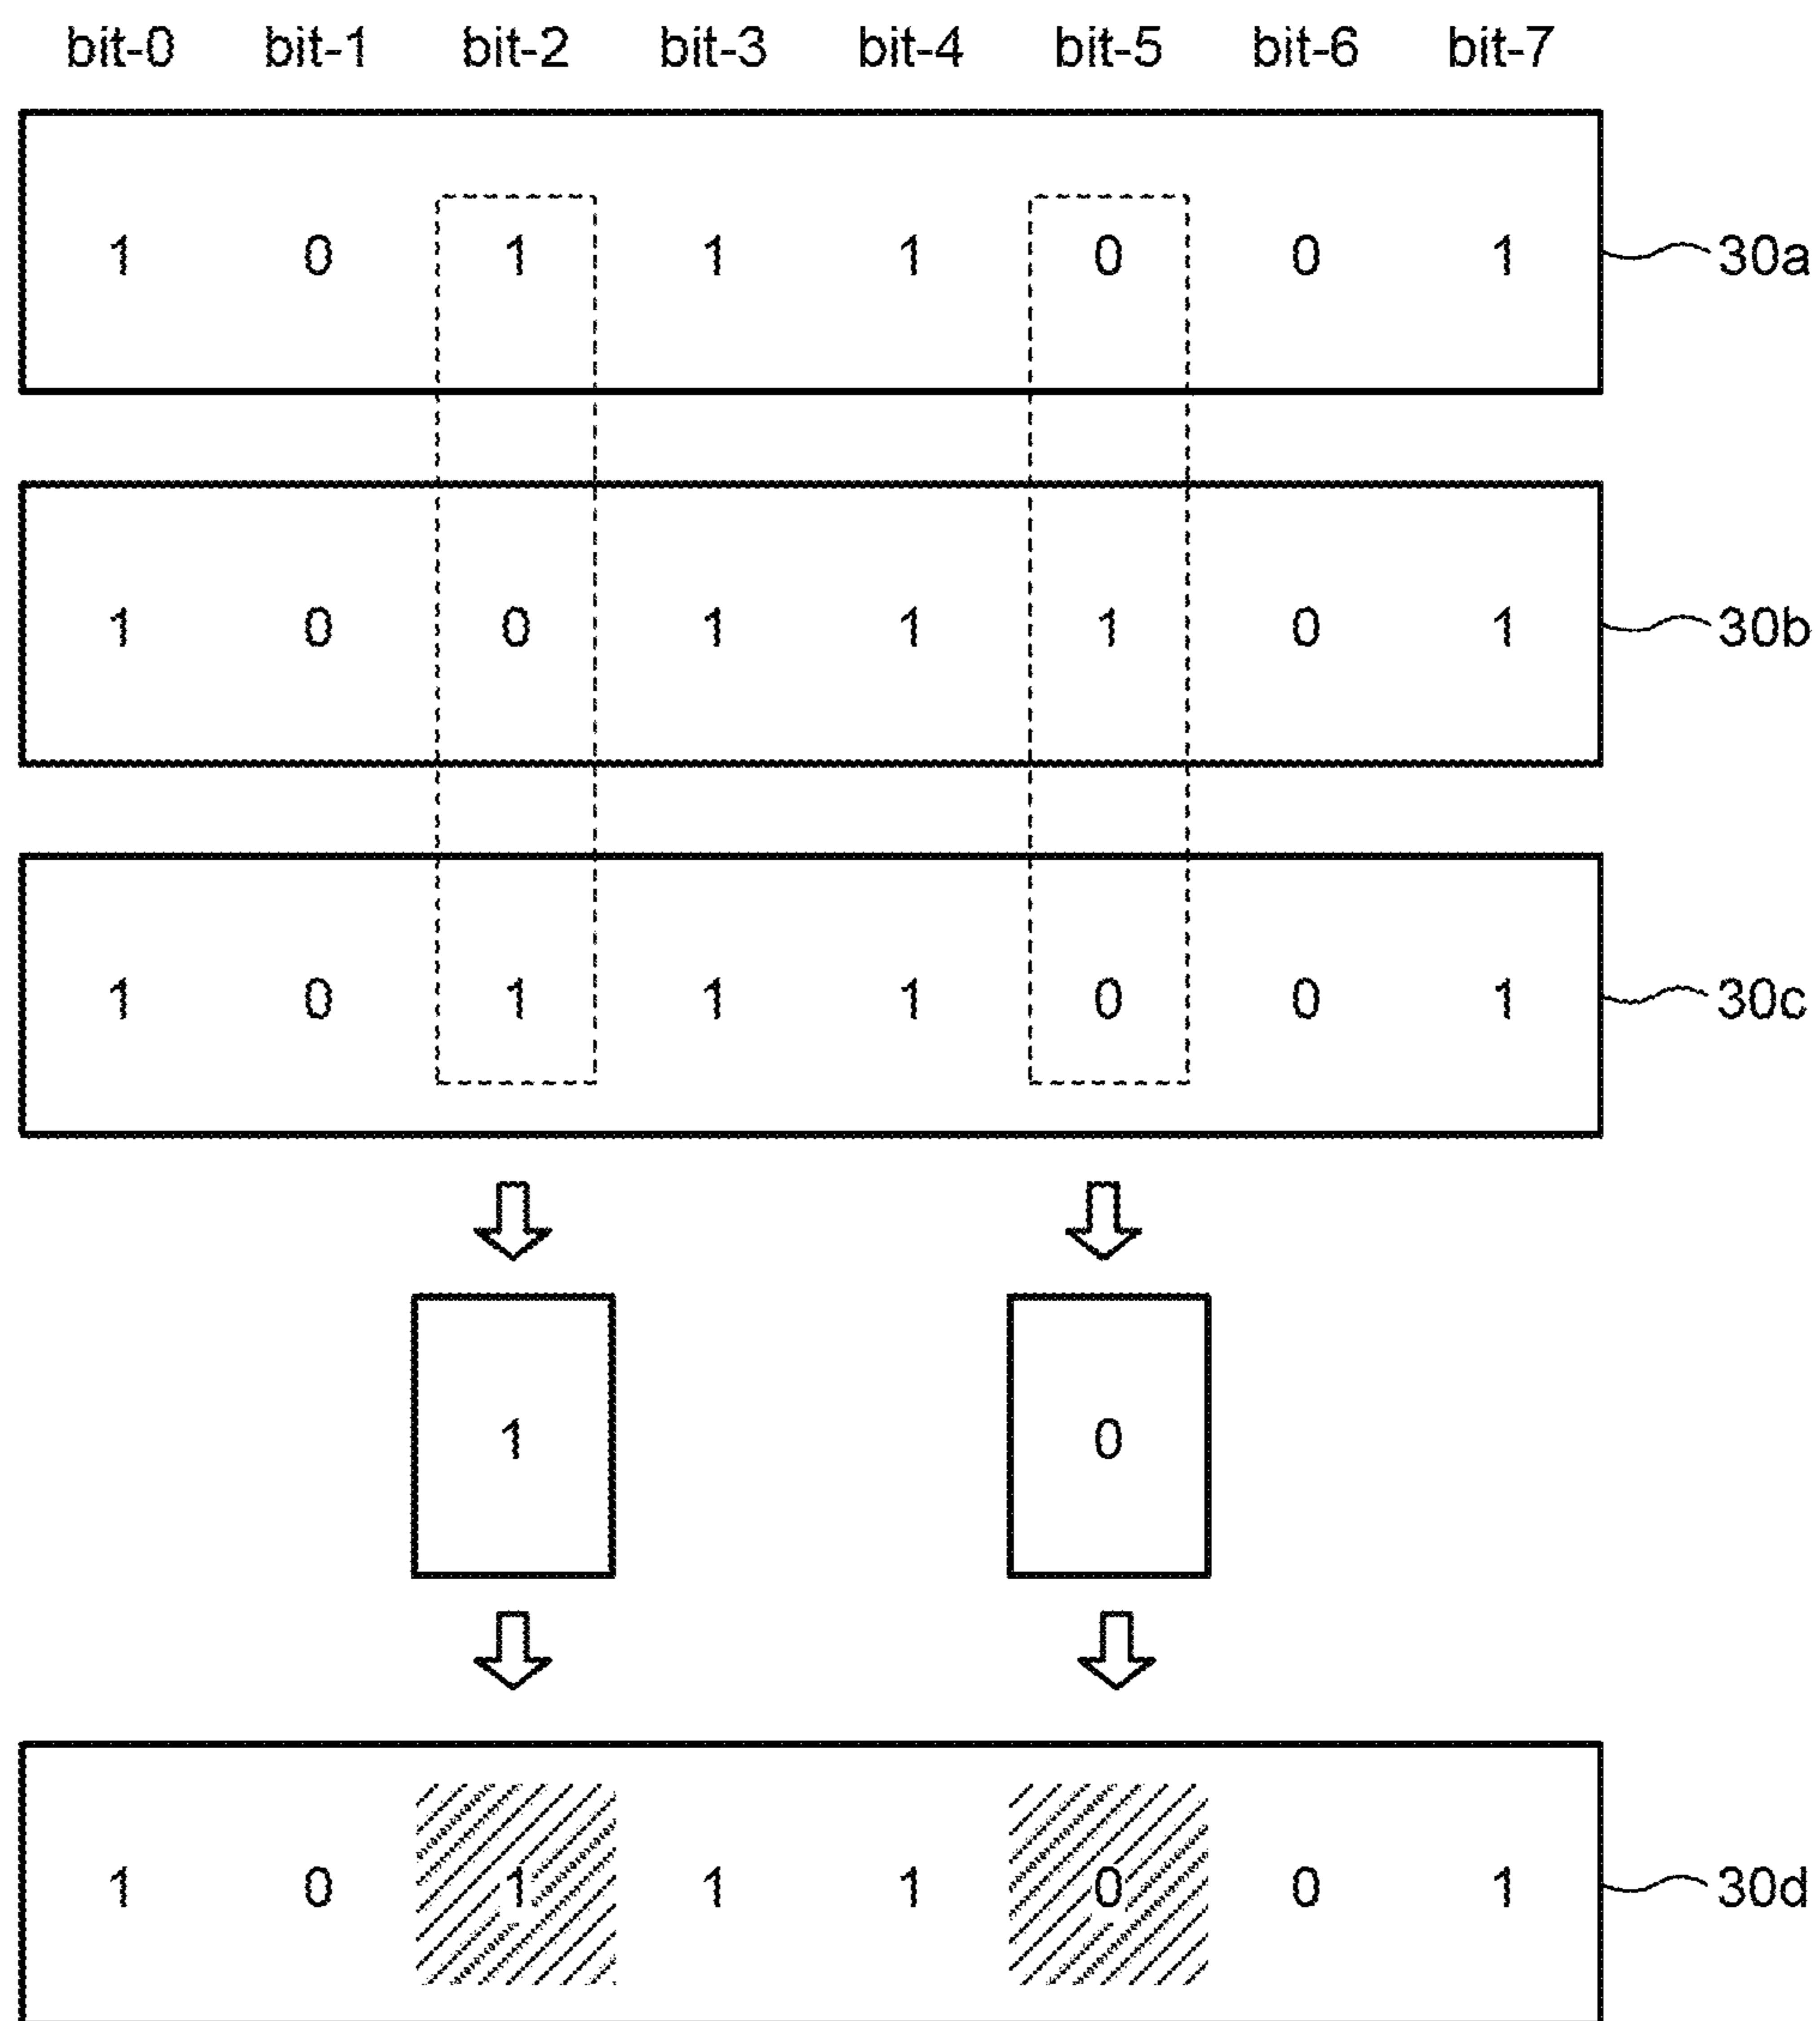 bit-0 bit-1 bit-2 bit-3 bit-4 bit-5 bit-6 bit-7
1 0 1 1 1 0 0 1 30a
1 0 0 1 1 1 0 1 30b
1 0 1 1 1 0 0 1 30c
1 0
1 0 1 1 1 0 0 1 30d